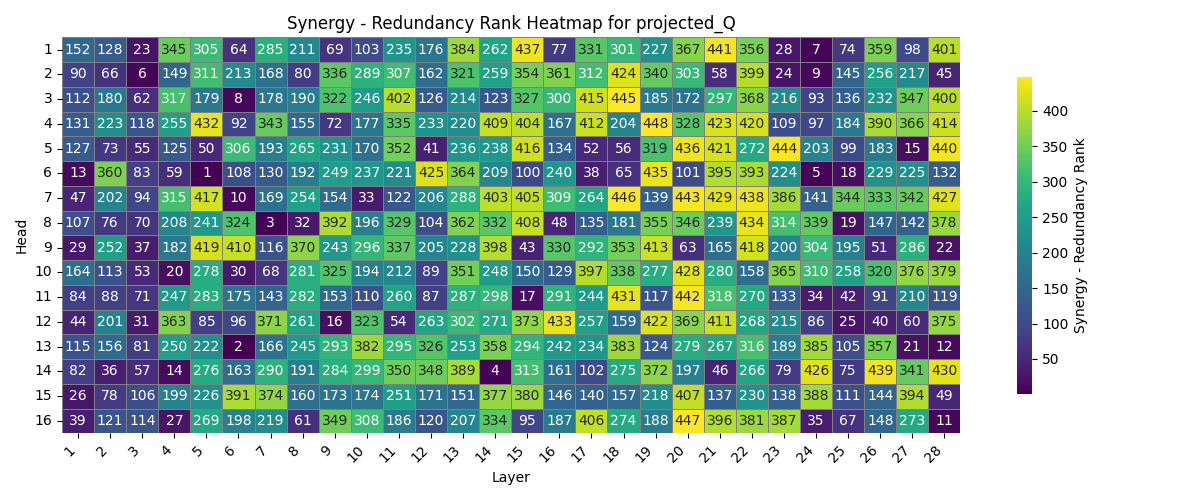 Synergy - Redundancy Rank Heatmap for projected_Q
1 152 128 23 345 305 64 285 211 69 103 235 176 384 262 437 77 331 301 227 367 441 356 28 7 74 359 98 401
2 90 66 6 149 311 213 168 80 336 289 307 162 321 259 354 361 312 424 340 303 58 399 24 9 145 256 217 45
3 112 180 62 317 179 8 178 190 322 246 402 126 214 123 327 300 415 445 185 172 297 368 216 93 136 232 347 400
4 131 223 118 255 432 92 343 155 72 177 335 233 220 409 404 167 412 204 448 328 423 420 109 97 184 390 366 414
5 127 73 55 125 50 306 193 265 231 170 352 41 236 238 416 134 52 56 319 436 421 272 444 203 99 183 15 440
6 13 360 83 59 1 108 130 192 249 237 221 425 364 209 100 240 38 65 435 101 395 393 224 5 18 229 225 132
7 47 202 94 315 417 10 169 254 154 33 122 206 288 403 405 309 264 446 139 443 429 438 386 141 344 333 342 427
8 107 76 70 208 241 324 3 32 392 196 329 104 362 332 408 48 135 181 355 346 239 434 314 339 19 147 142 378
9 29 252 37 182 419 410 116 370 243 296 337 205 228 398 43 330 292 353 413 63 165 418 200 304 195 51 286 22
10 164 113 53 20 278 30 68 281 325 194 212 89 351 248 150 129 397 338 277 428 280 158 365 310 258 320 376 379
11 84 88 71 247 283 175 143 282 153 110 260 87 287 298 17 291 244 431 117 442 318 270 133 34 42 91 210 119
12 44 201 31 363 85 96 371 261 16 323 54 263 302 271 373 433 257 159 422 369 411 268 215 86 25 40 60 375
13 115 156 81 250 222 2 166 245 293 382 295 326 253 358 294 242 234 383 124 279 267 316 189 385 105 357 21 12
14 82 36 57 14 276 163 290 191 284 299 350 348 389 4 313 161 102 275 372 197 46 266 79 426 75 439 341 430
15 26 78 106 199 226 391 374 160 173 174 251 171 151 377 380 146 140 157 218 407 137 230 138 388 111 144 394 49
16 39 121 114 27 269 198 219 61 349 308 186 120 207 334 95 187 406 274 188 447 396 381 387 35 67 148 273 11
1 2 3 4 5 6 7 8 9 10 11 12 13 14 15 16 17 18 19 20 21 22 23 24 25 26 27 28
Layer
Head
400
350
300
250
200
150
100
50
Synergy - Redundancy Rank